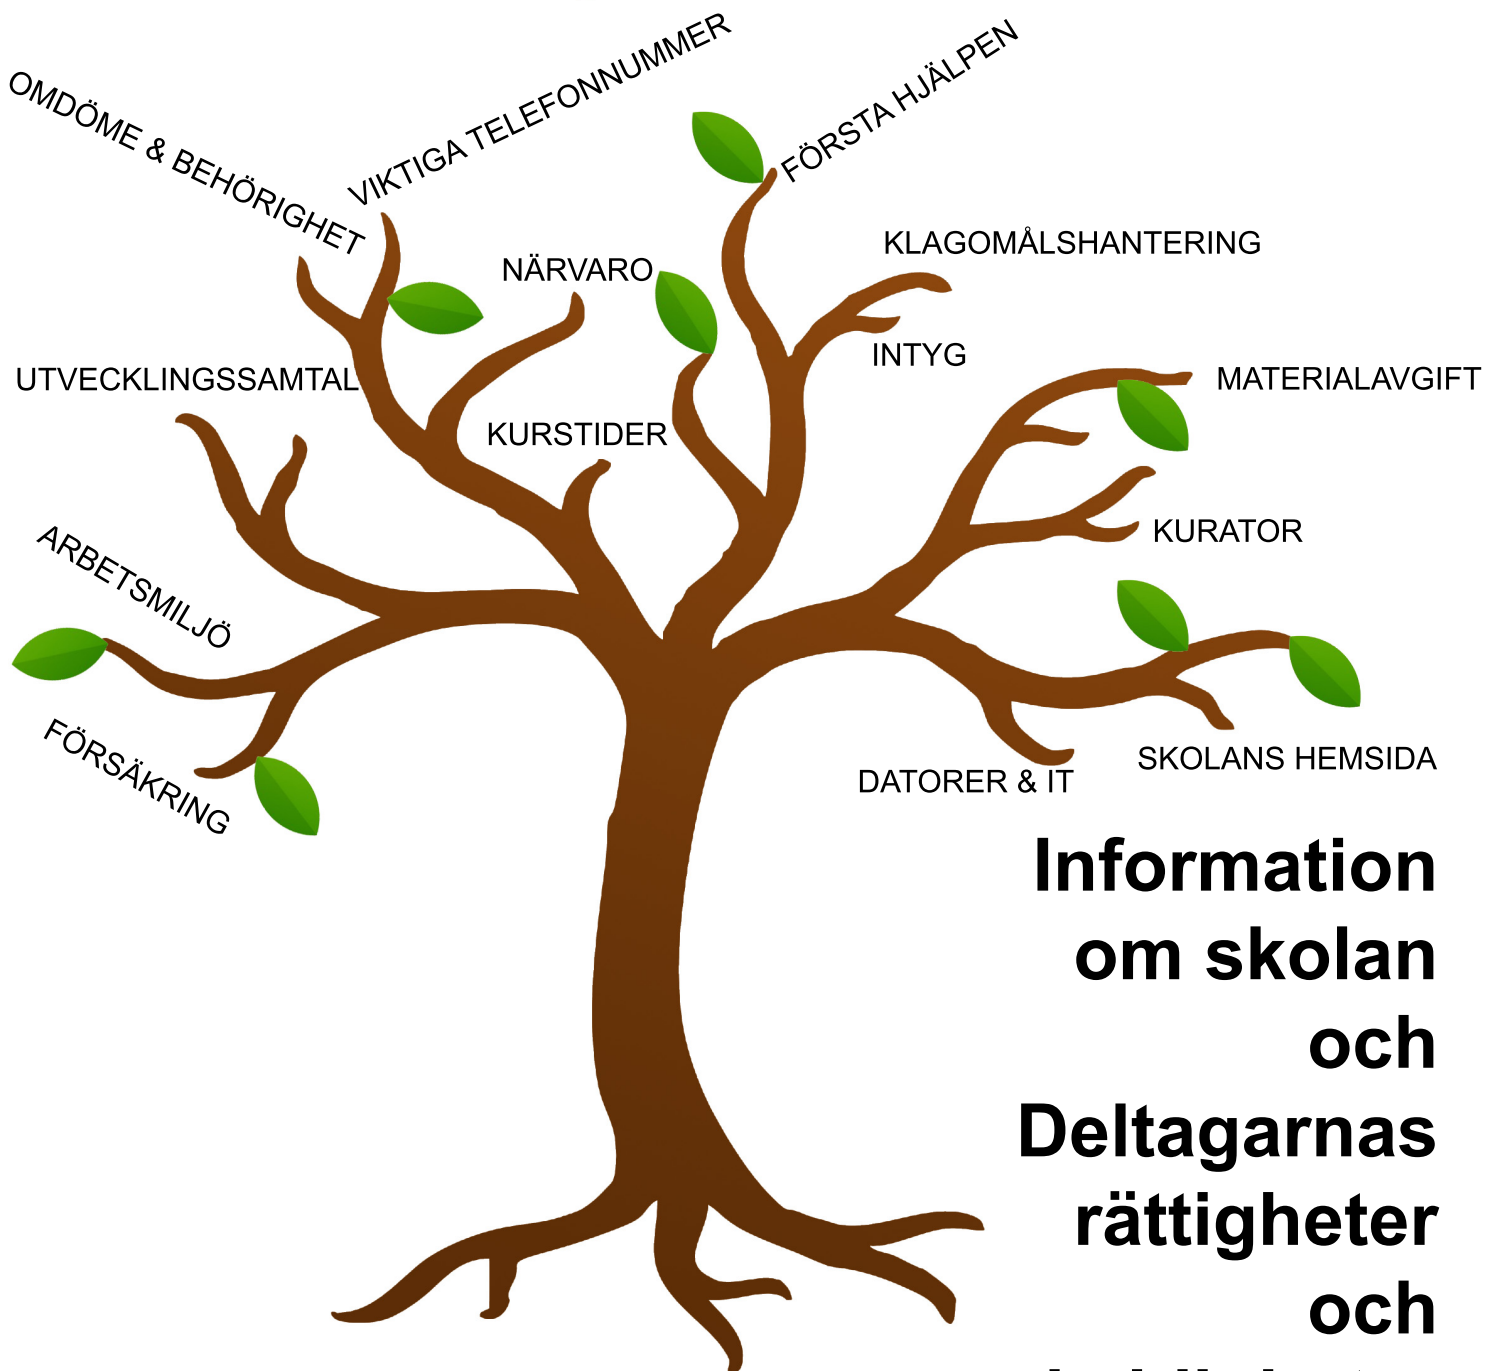 VIKTIGA TELEFONNUMMER
FÖRSTA HJÄLPEN
OMDÖME & BEHÖRIGHET
KLAGOMÅLSHANTERING
NÄRVARO
INTYG
UTVECKLINGSSAMTAL
MATERIALAVGIFT
KURSTIDER
KURATOR
ARBETSMILJÖ
SKOLANS HEMSIDA
FÖRSÄKRING
DATORER & IT
Information
om skolan
och
Deltagarnas
rättigheter
och